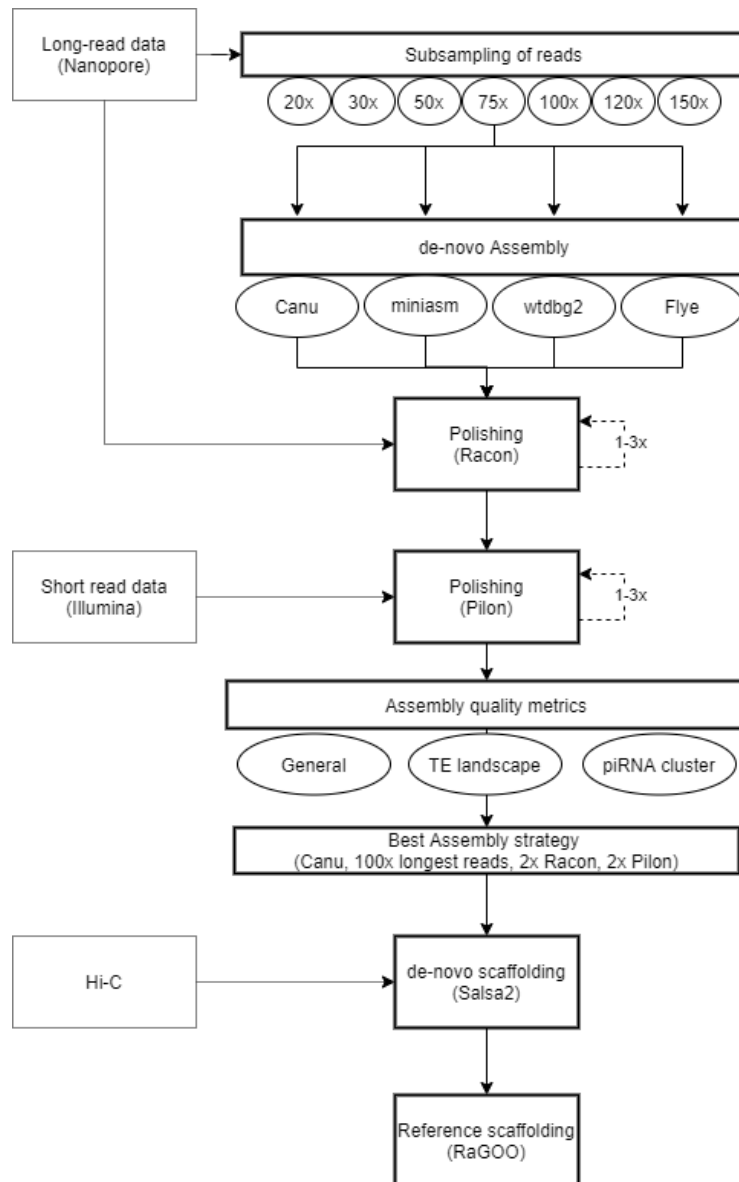 Long-read data
(Nanopore)
Subsampling of reads
20x
30x
50x
75x
100x
120x
150x
de-novo Assembly
Canu
miniasm
wtdbg2
Flye
Polishing
(Racon)
1-3x
Short read data
(Illumina)
Polishing
(Pilon)
1-3x
Assembly quality metrics
General
TE landscape
piRNA cluster
Best Assembly strategy
(Canu, 100x longest reads, 2x Racon, 2x Pilon)
Hi-C
de-novo scaffolding
(Salsa2)
Reference scaffolding
(RaGOO)